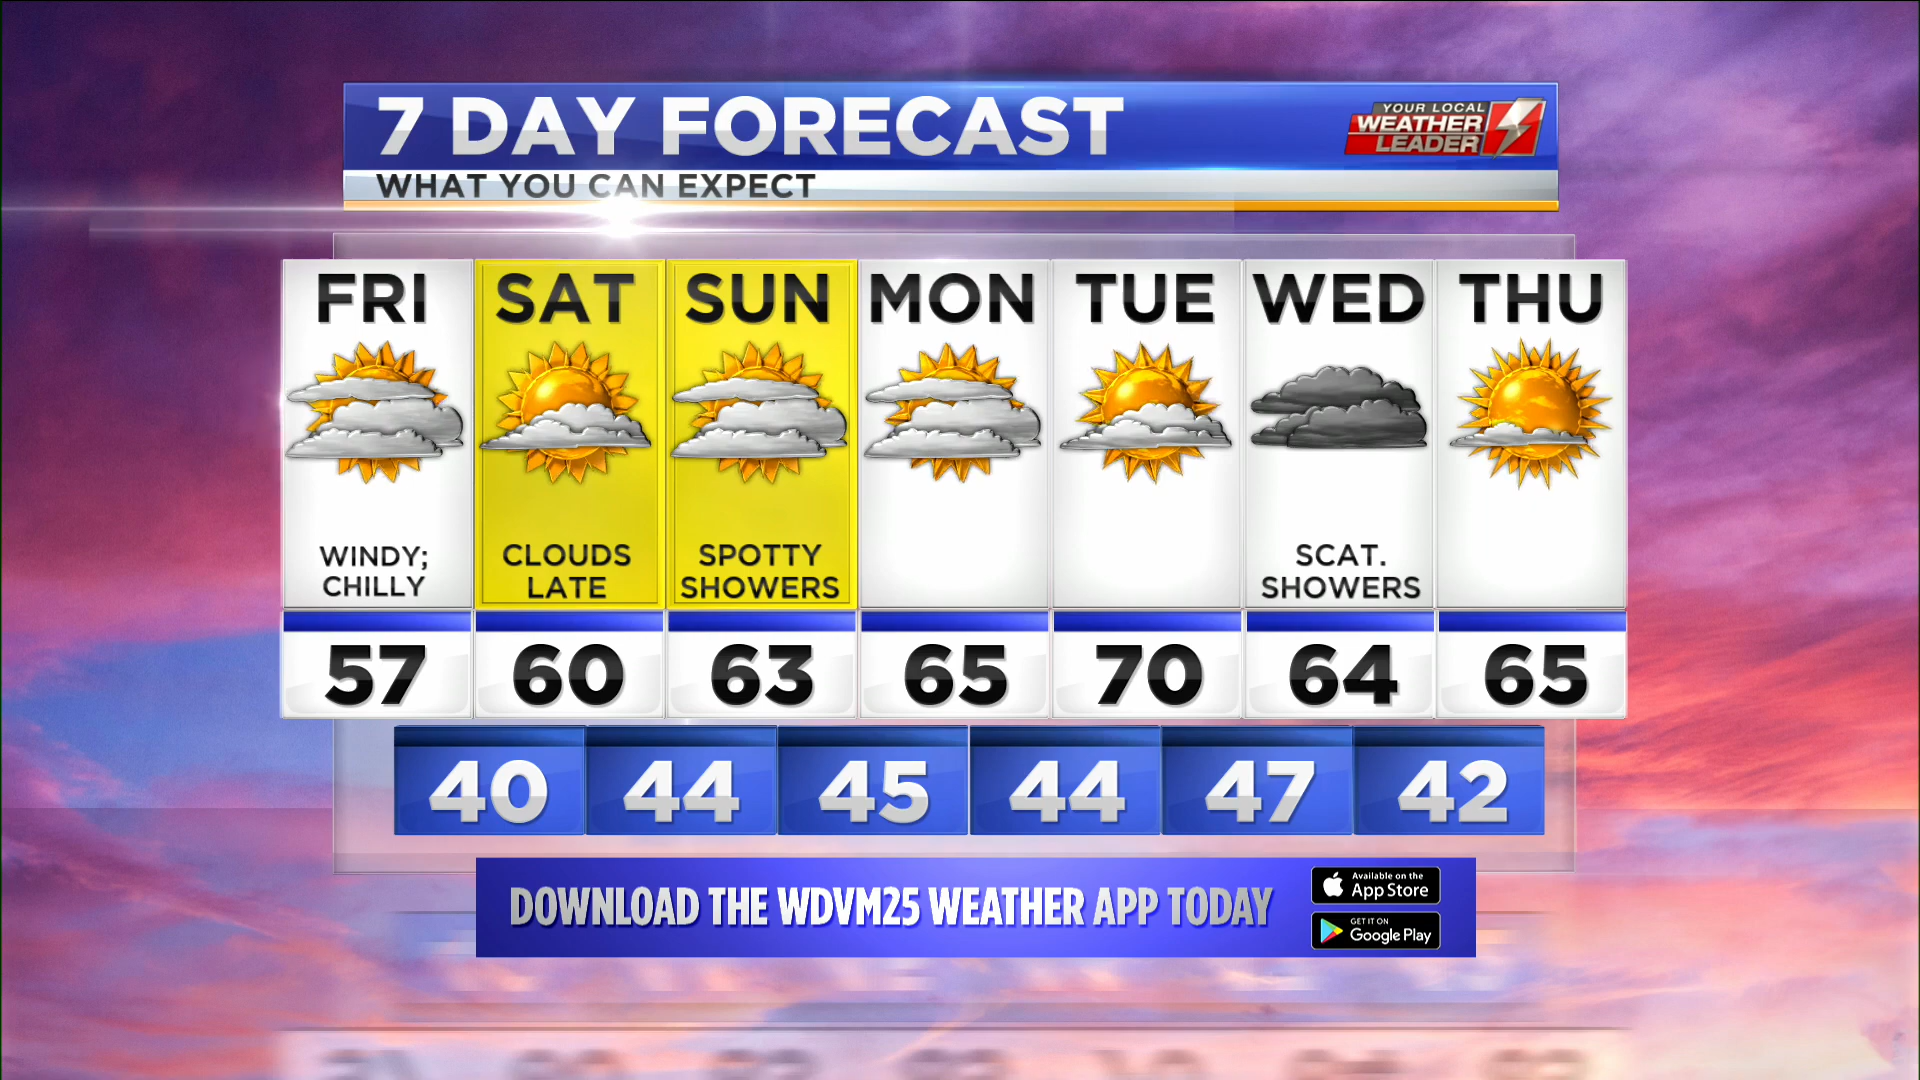 7 DAY FORECAST
YOUR LOCAL
WEATHER
LEADER
WHAT YOU CAN EXPECT
FRI SAT SUN MON TUE WED THU
WINDY; CHILLY
CLOUDS LATE
SPOTTY SHOWERS
SCAT. SHOWERS
57 60 63 65 70 64 65
40 44 45 44 47 42
DOWNLOAD THE WDVM25 WEATHER APP TODAY
Available on the
App Store
GET IT ON
Google Play